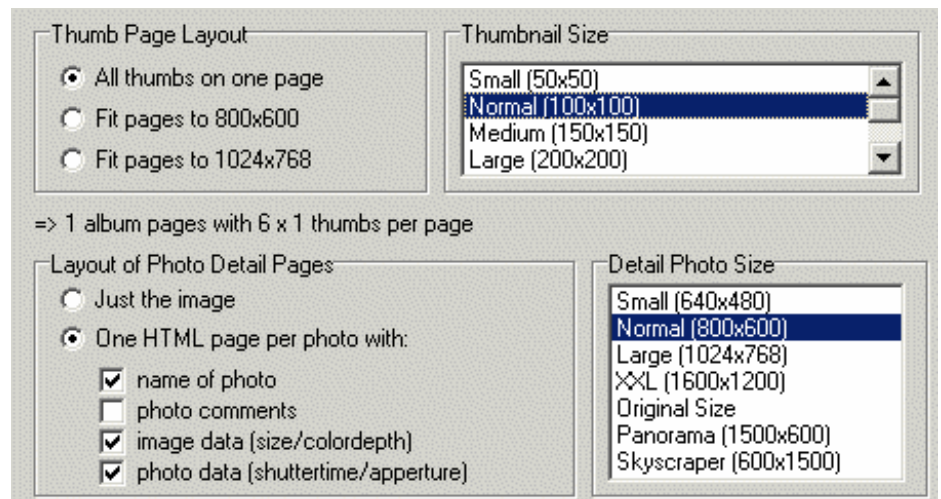 Thumb Page Layout
All thumbs on one page
Fit pages to 800x600
Fit pages to 1024x768
Thumbnail Size
Small (50x50)
Normal (100x100)
Medium (150x150)
Large (200x200)
=> 1 album pages with 6 x 1 thumbs per page
Layout of Photo Detail Pages
Just the image
One HTML page per photo with:
name of photo
photo comments
image data (size/colordepth)
photo data (shuttertime/apperture)
Detail Photo Size
Small (640x480)
Normal (800x600)
Large (1024x768)
XXL (1600x1200)
Original Size
Panorama (1500x600)
Skyscraper (600x1500)